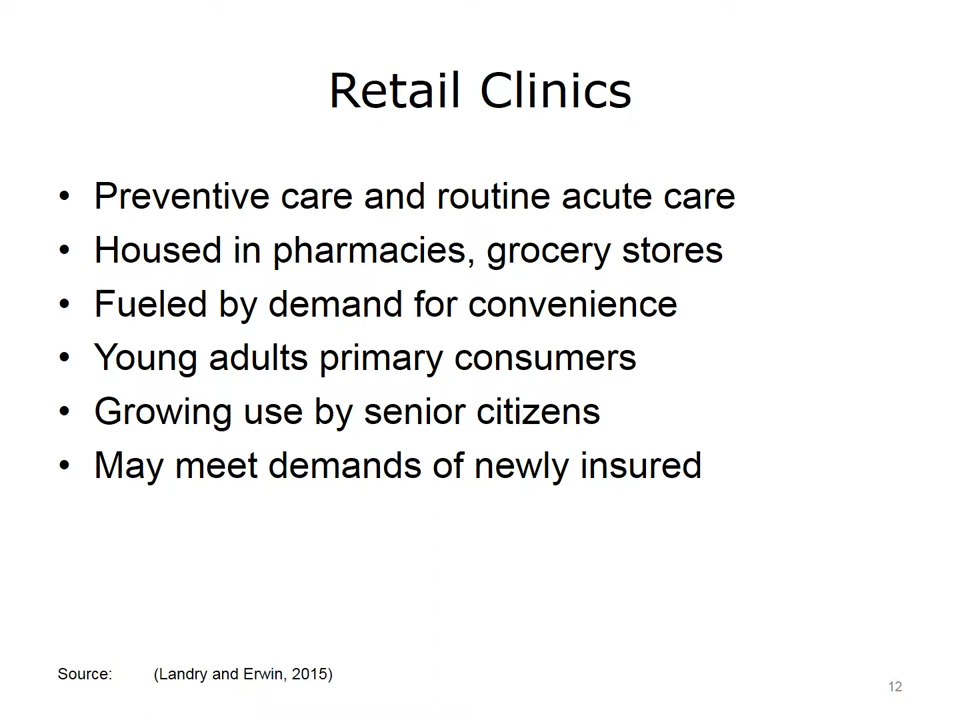 Retail Clinics
• Preventive care and routine acute care
• Housed in pharmacies, grocery stores
• Fueled by demand for convenience
• Young adults primary consumers
• Growing use by senior citizens
• May meet demands of newly insured
Source: (Landry and Erwin, 2015)
12